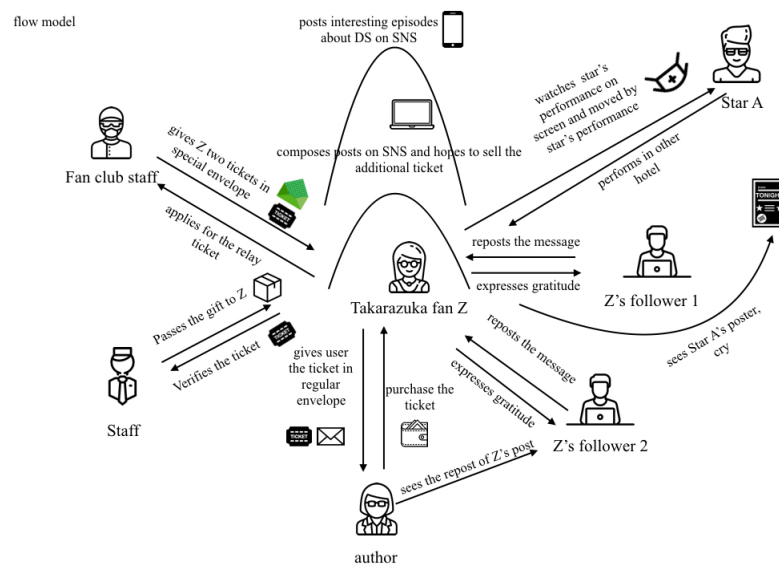 flow model
posts interesting episodes
about DS on SNS
watches star's
performance on
screen and moved by
star's performance
Star A
gives Z two tickets in
special envelope
Fan club staff
composes posts on SNS and hopes to sell the
additional ticket
performs in other
hotel
TONIGHT
applies for the relay
ticket
reposts the message
expresses gratitude
Z's follower 1
Takarazuka fan Z
Passes the gift to Z
Verifies the ticket
sees Star A's poster,
cry
gives user
the ticket in
regular
envelope
purchase the
ticket
reposts the message
expresses gratitude
Staff
TICKET
Z's follower 2
sees the repost of Z's post
author